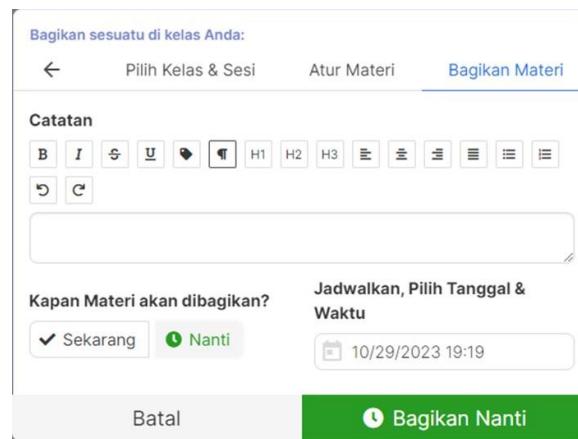 Bagikan sesuatu di kelas Anda:
Pilih Kelas & Sesi Atur Materi Bagikan Materi
Catatan
B I S U ¶ H1 H2 H3
Kapan Materi akan dibagikan?
Sekarang Nanti
Jadwalkan, Pilih Tanggal &
Waktu
10/29/2023 19:19
Batal Bagikan Nanti